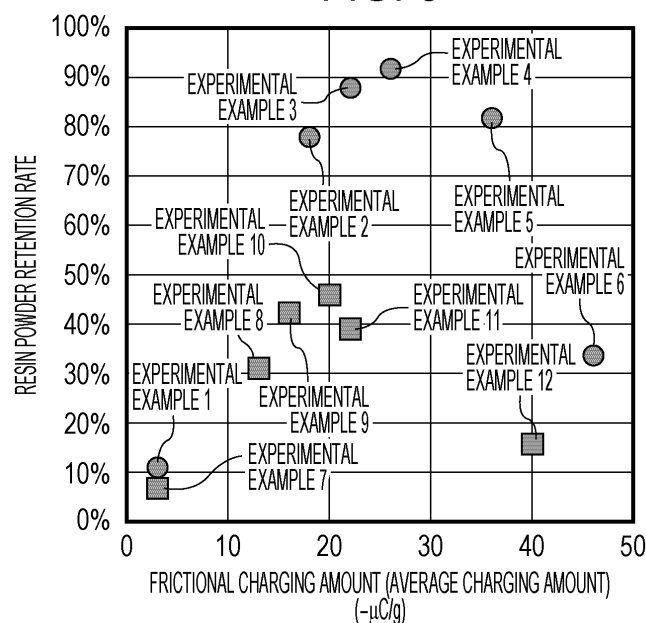 100%
90%
80%
70%
60%
50%
40%
30%
20%
10%
0%
RESIN POWDER RETENTION RATE
EXPERIMENTAL
EXAMPLE 4
EXPERIMENTAL
EXAMPLE 3
EXPERIMENTAL
EXAMPLE 2
EXPERIMENTAL
EXAMPLE 5
EXPERIMENTAL
EXAMPLE 10
EXPERIMENTAL
EXAMPLE 6
EXPERIMENTAL
EXAMPLE 8
EXPERIMENTAL
EXAMPLE 11
EXPERIMENTAL
EXAMPLE 12
EXPERIMENTAL
EXAMPLE 1
EXPERIMENTAL
EXAMPLE 9
EXPERIMENTAL
EXAMPLE 7
0 10 20 30 40 50
FRICTIONAL CHARGING AMOUNT (AVERAGE CHARGING AMOUNT)
(−μC/g)